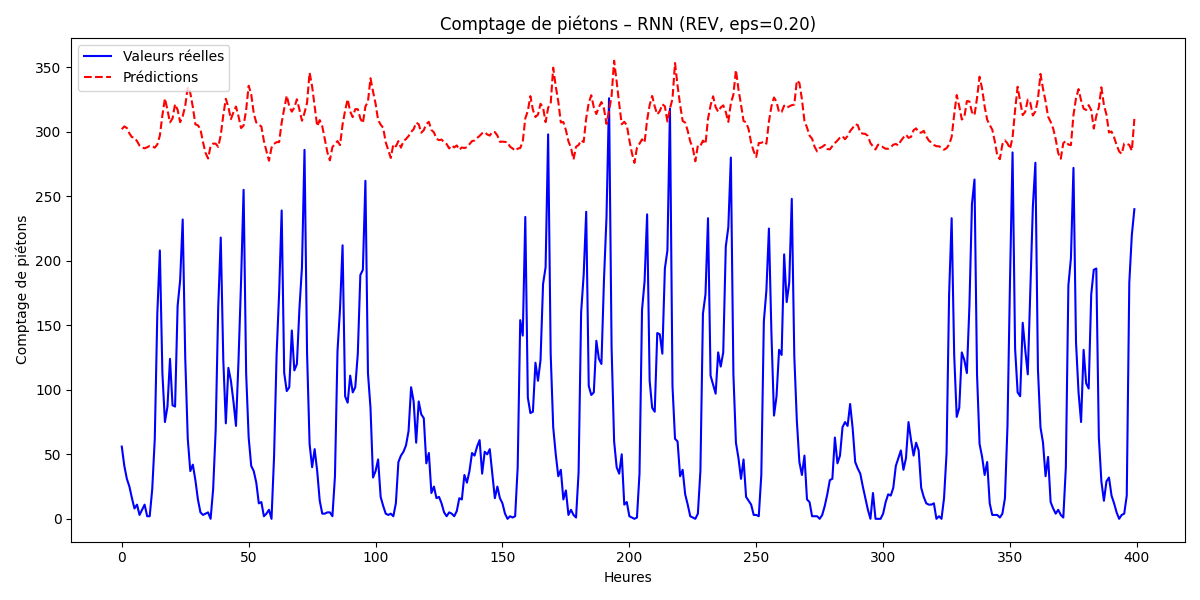 Comptage de piétons – RNN (REV, eps=0.20)
Valeurs réelles
Prédictions
Comptage de piétons
350
300
250
200
150
100
50
0
0 50 100 150 200 250 300 350 400
Heures